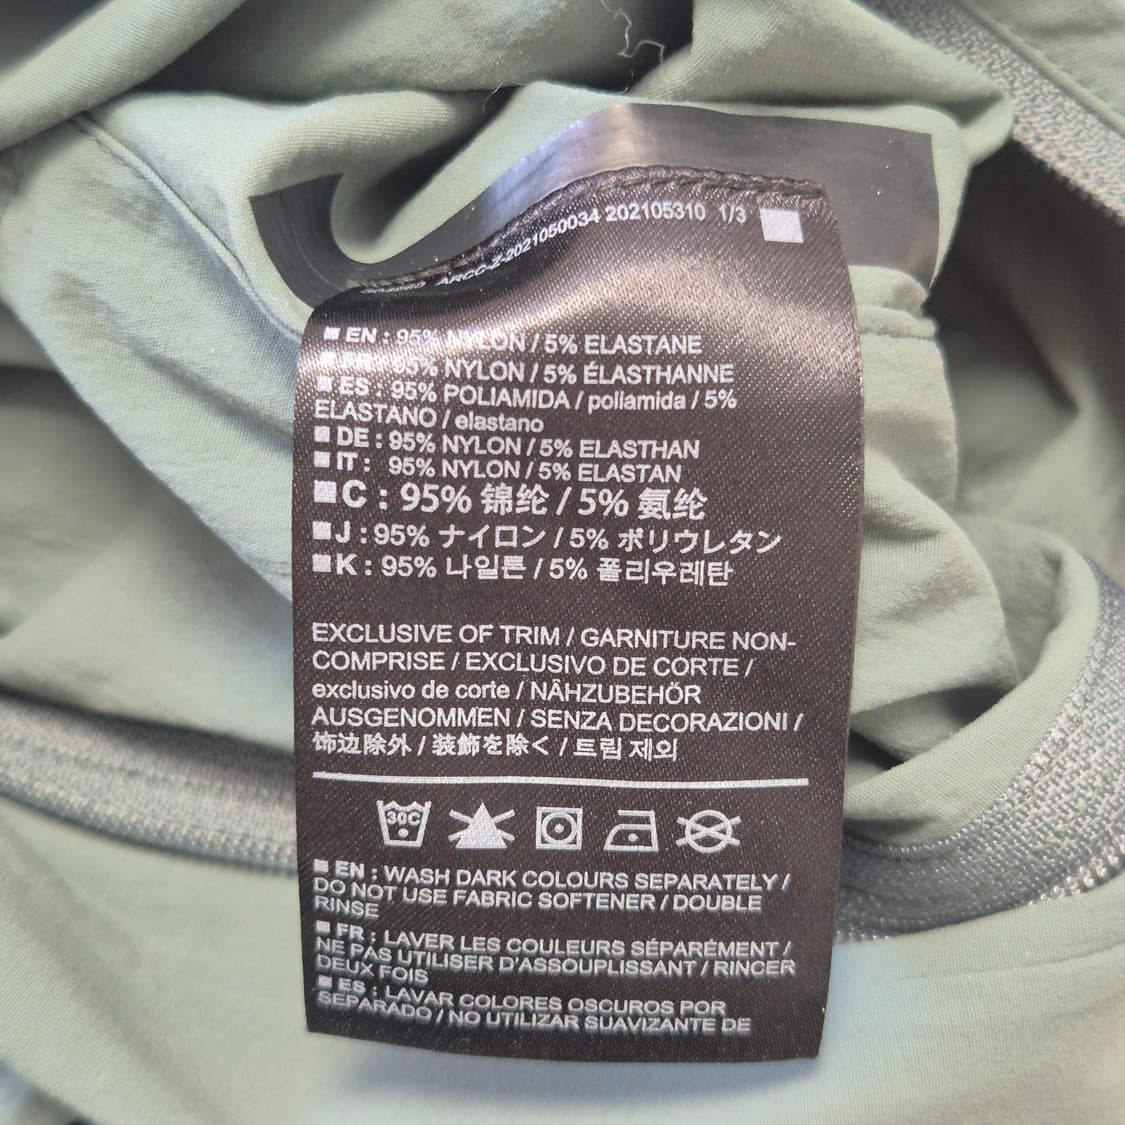 ARCC-Z-2021050034 202105310 1/3
EN : 95% NYLON / 5% ELASTANE
95% NYLON / 5% ÉLASTHANNE
ES : 95% POLIAMIDA / poliamida / 5%
ELASTANO / elastano
DE : 95% NYLON / 5% ELASTHAN
IT : 95% NYLON / 5% ELASTAN
C : 95% 锦纶 / 5% 氨纶
J : 95% ナイロン / 5% ポリウレタン
K : 95% 나일론 / 5% 폴리우레탄
EXCLUSIVE OF TRIM / GARNITURE NON-
COMPRISE / EXCLUSIVO DE CORTE /
exclusivo de corte / NÄHZUBEHÖR
AUSGENOMMEN / SENZA DECORAZIONI /
饰边除外 / 装飾を除く / 트림 제외
30C
EN : WASH DARK COLOURS SEPARATELY /
DO NOT USE FABRIC SOFTENER / DOUBLE
RINSE
FR : LAVER LES COULEURS SÉPARÉMENT /
NE PAS UTILISER D'ASSOUPLISSANT / RINCER
DEUX FOIS
ES : LAVAR COLORES OSCUROS POR
SEPARADO / NO UTILIZAR SUAVIZANTE DE